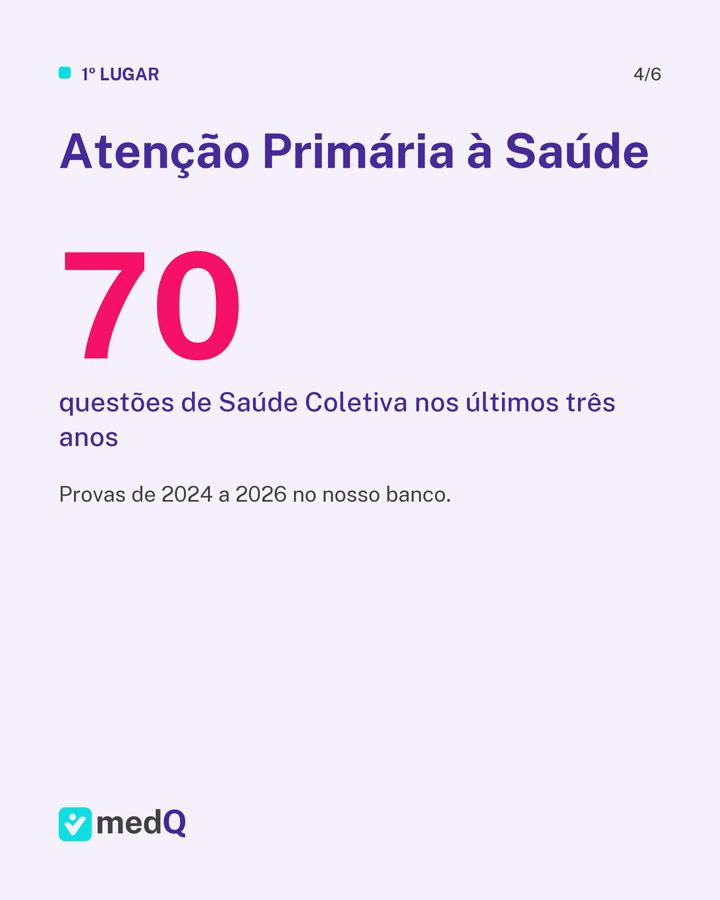 1º LUGAR
4/6
Atenção Primária à Saúde
70
questões de Saúde Coletiva nos últimos três
anos
Provas de 2024 a 2026 no nosso banco.
medQ